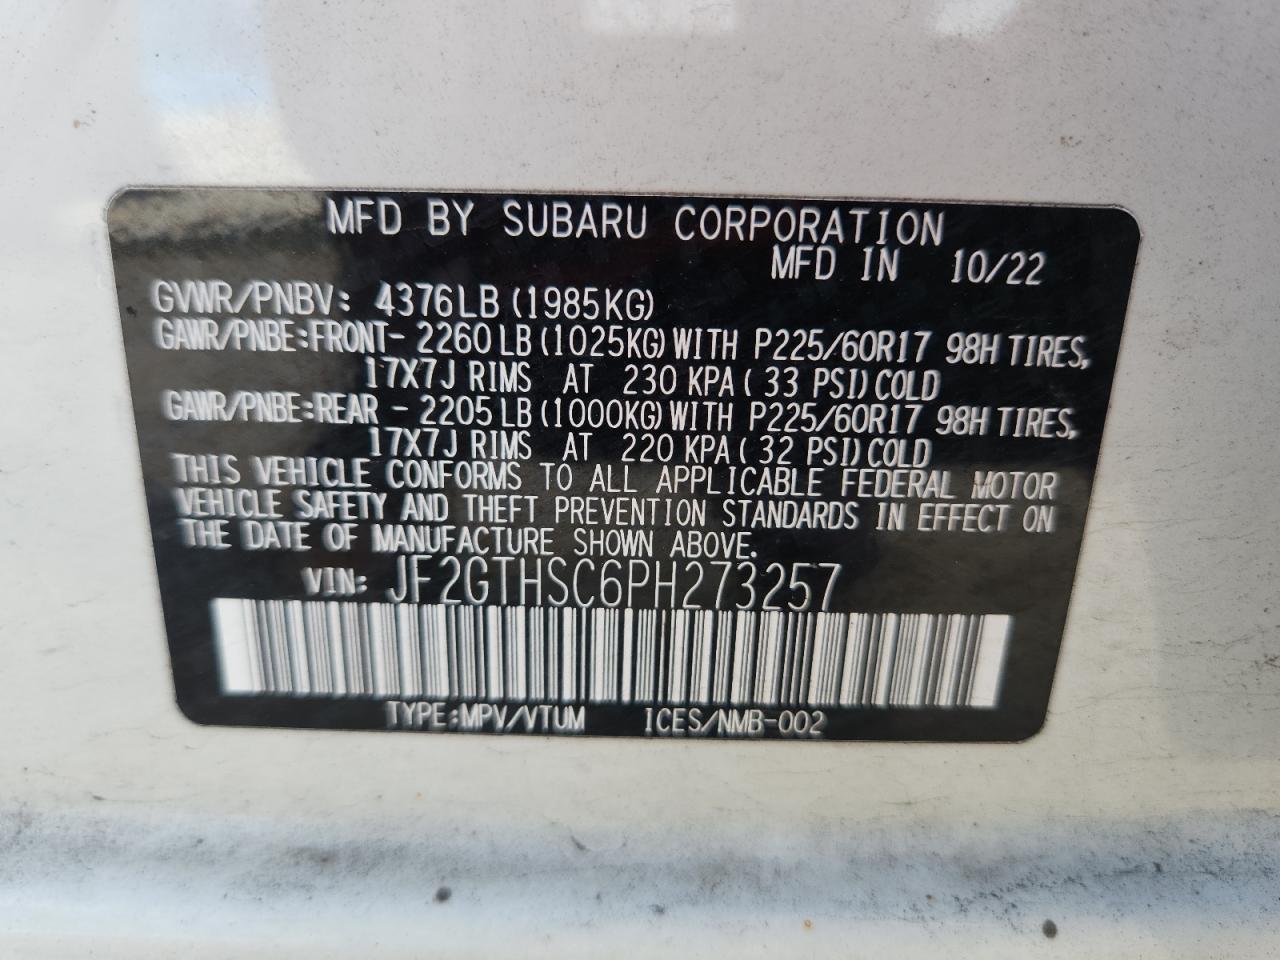 MFD BY SUBARU CORPORATION
MFD IN 10/22
GVWR/PNBV: 4376LB (1985KG)
GAWR/PNBE:FRONT- 2260 LB (1025KG) WITH P225/60R17 98H TIRES,
17X7J RIMS AT 230 KPA ( 33 PSI) COLD
GAWR/PNBE:REAR - 2205 LB (1000KG) WITH P225/60R17 98H TIRES,
17X7J RIMS AT 220 KPA ( 32 PSI) COLD
THIS VEHICLE CONFORMS TO ALL APPLICABLE FEDERAL MOTOR
VEHICLE SAFETY AND THEFT PREVENTION STANDARDS IN EFFECT ON
THE DATE OF MANUFACTURE SHOWN ABOVE.
VIN: JF2GTHSC6PH273257
TYPE:MPV/VTUM ICES/NMB-002